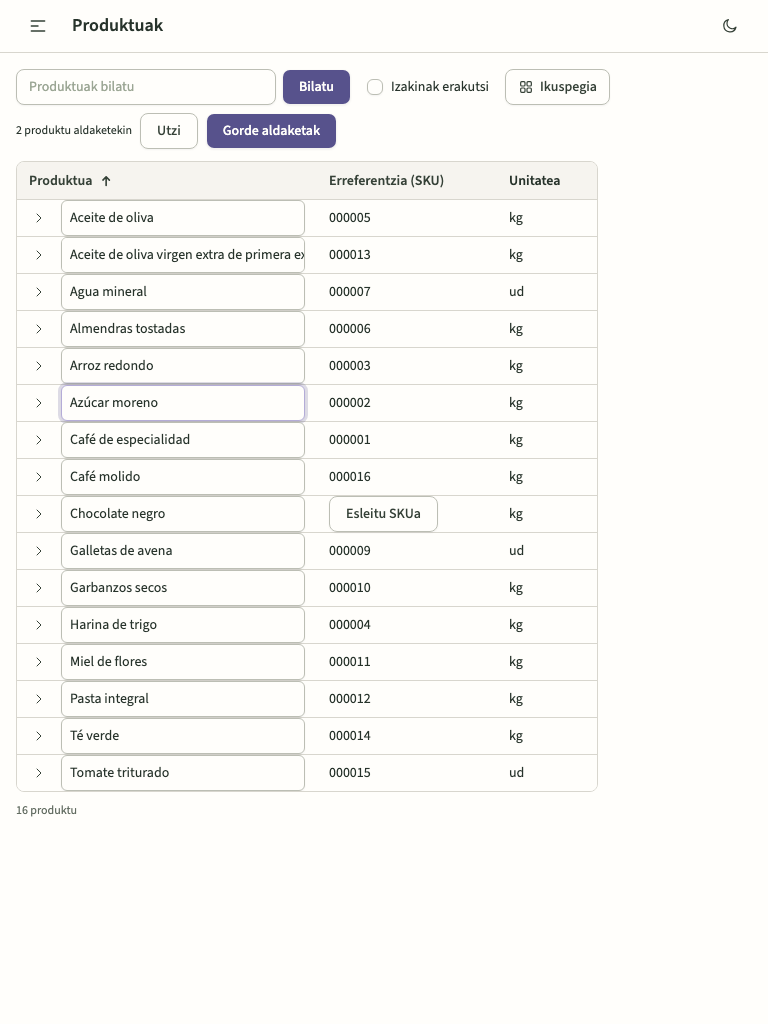 Produktuak
Produktuak bilatu
Bilatu
Izakinak erakutsi
Ikuspegia
2 produktu aldaketekin
Utzi
Gorde aldaketak
Produktua ↑ Erreferentzia (SKU) Unitatea
Aceite de oliva 000005 kg
Aceite de oliva virgen extra de primera ex 000013 kg
Agua mineral 000007 ud
Almendras tostadas 000006 kg
Arroz redondo 000003 kg
Azúcar moreno 000002 kg
Café de especialidad 000001 kg
Café molido 000016 kg
Chocolate negro Esleitu SKUa kg
Galletas de avena 000009 ud
Garbanzos secos 000010 kg
Harina de trigo 000004 kg
Miel de flores 000011 kg
Pasta integral 000012 kg
Té verde 000014 kg
Tomate triturado 000015 ud
16 produktu